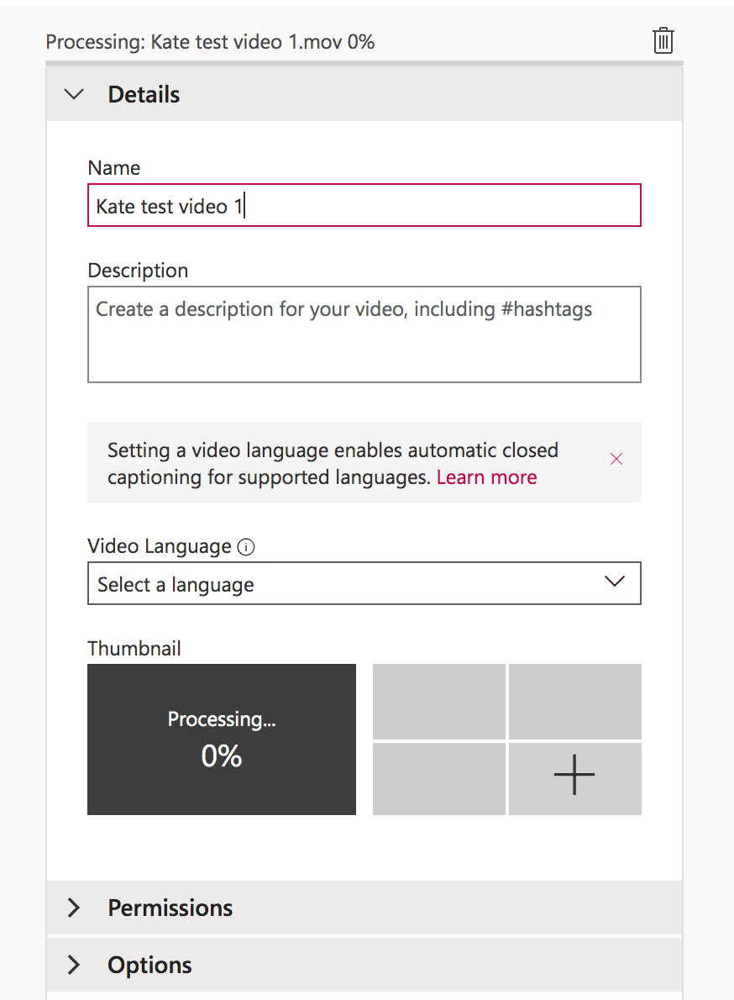 Processing: Kate test video 1.mov 0%
Details
Name
Kate test video 1
Description
Create a description for your video, including #hashtags
Setting a video language enables automatic closed
captioning for supported languages. Learn more
Video Language
Select a language
Thumbnail
Processing...
0%
Permissions
Options